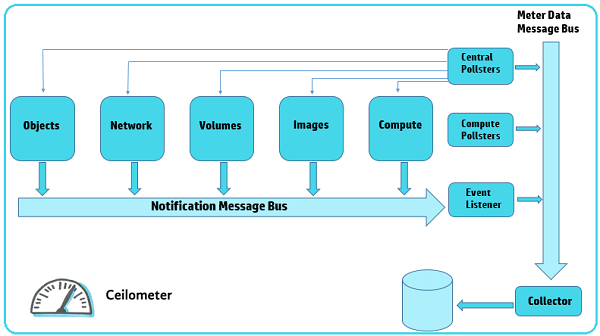 Meter Data
Message Bus
Central
Pollsters
Objects
Network
Volumes
Images
Compute
Compute
Pollsters
Notification Message Bus
Event
Listener
Ceilometer
Collector